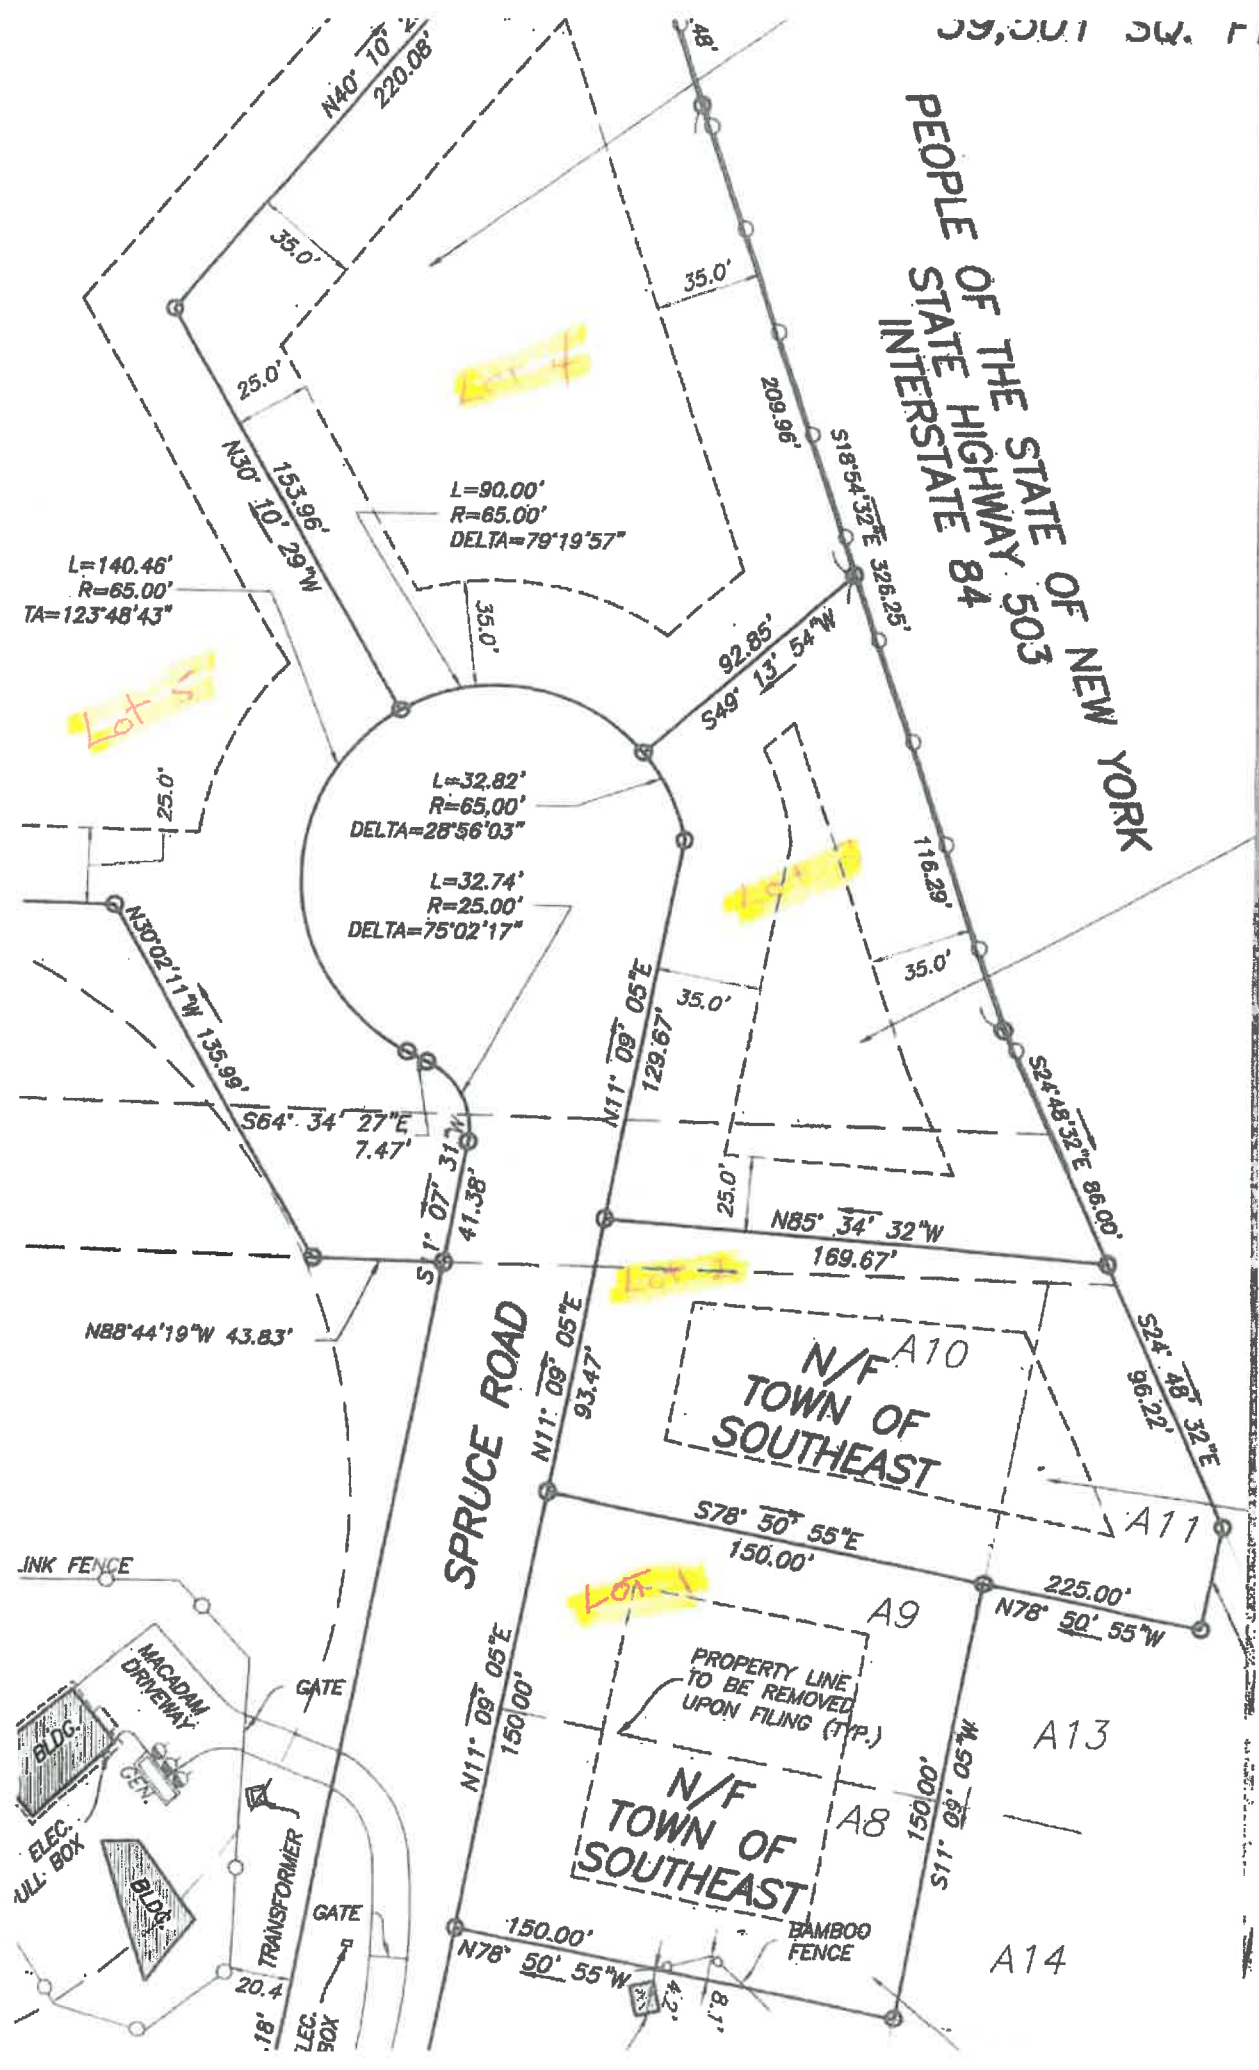 39,501 SQ.
N40° 10'
220.08'
48'
PEOPLE OF THE STATE OF NEW YORK
STATE HIGHWAY 503
INTERSTATE 84
35.0'
35.0'
25.0'
Lot 4
209.96'
S18°54'32"E 326.25'
N30° 10' 29"W
153.96'
L=90.00'
R=65.00'
DELTA=79°19'57"
L=140.46'
R=65.00'
TA=123°48'43"
35.0'
92.85'
S49° 13' 54"W
Lot 5
25.0'
L=32.82'
R=65.00'
DELTA=28°56'03"
L=32.74'
R=25.00'
DELTA=75°02'17"
Lot
116.29'
35.0'
35.0'
N30°02'11"W 135.99'
N11° 09' 05"E
129.67'
S24°48'32"E 86.00'
S64° 34' 27"E
7.47'
S11° 07' 31"W
41.38'
25.0'
N85° 34' 32"W
169.67'
Lot 2
N88°44'19"W 43.83'
SPRUCE ROAD
N11° 09' 05"E
93.47'
A10
N/F
TOWN OF
SOUTHEAST
S24° 48' 32"E
96.22'
A11
S78° 50' 55"E
150.00'
225.00'
N78° 50' 55"W
LINK FENCE
Lot 1
A9
MACADAM
DRIVEWAY
GATE
PROPERTY LINE
TO BE REMOVED
UPON FILING (TYP.)
N11° 09' 05"E
150.00'
BLDG.
GEN.
A13
N/F
TOWN OF
SOUTHEAST
A8
150.00'
S11° 09' 05"W
ELEC.
ULL BOX
BLDG.
TRANSFORMER
GATE
150.00'
N78° 50' 55"W
BAMBOO
FENCE
A14
20.4
4.2'
8.1'
.18'
LEC.
BOX